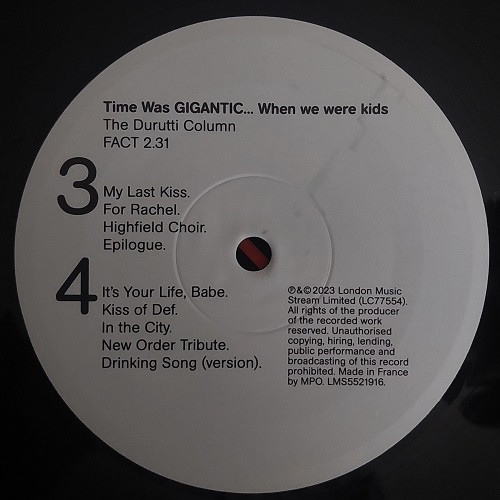 Time Was GIGANTIC... When we were kids
The Durutti Column
FACT 2.31
3
My Last Kiss.
For Rachel.
Highfield Choir.
Epilogue.
4
It's Your Life, Babe.
Kiss of Def.
In the City.
New Order Tribute.
Drinking Song (version).
℗&©2023 London Music
Stream Limited (LC77554).
All rights of the producer
of the recorded work
reserved. Unauthorised
copying, hiring, lending,
public performance and
broadcasting of this record
prohibited. Made in France
by MPO. LMS5521916.